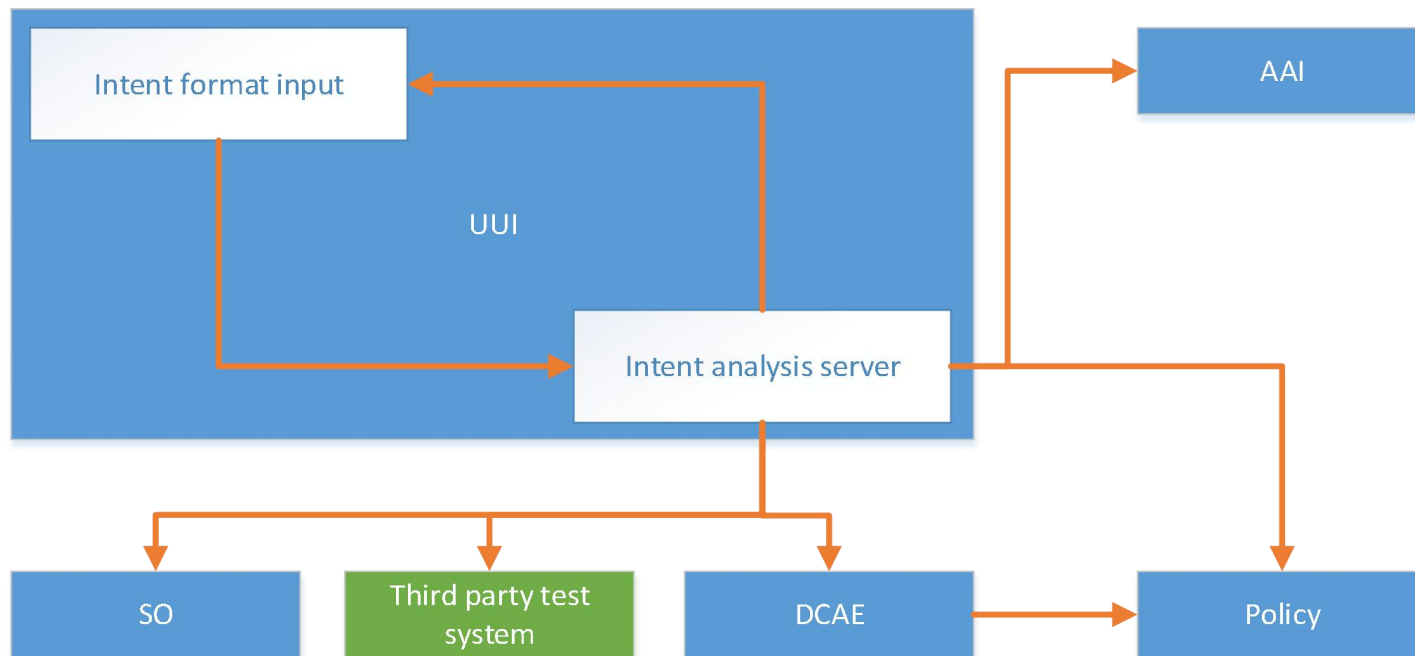 Intent format input
AAI
UUI
Intent analysis server
SO
Third party test
system
DCAE
Policy